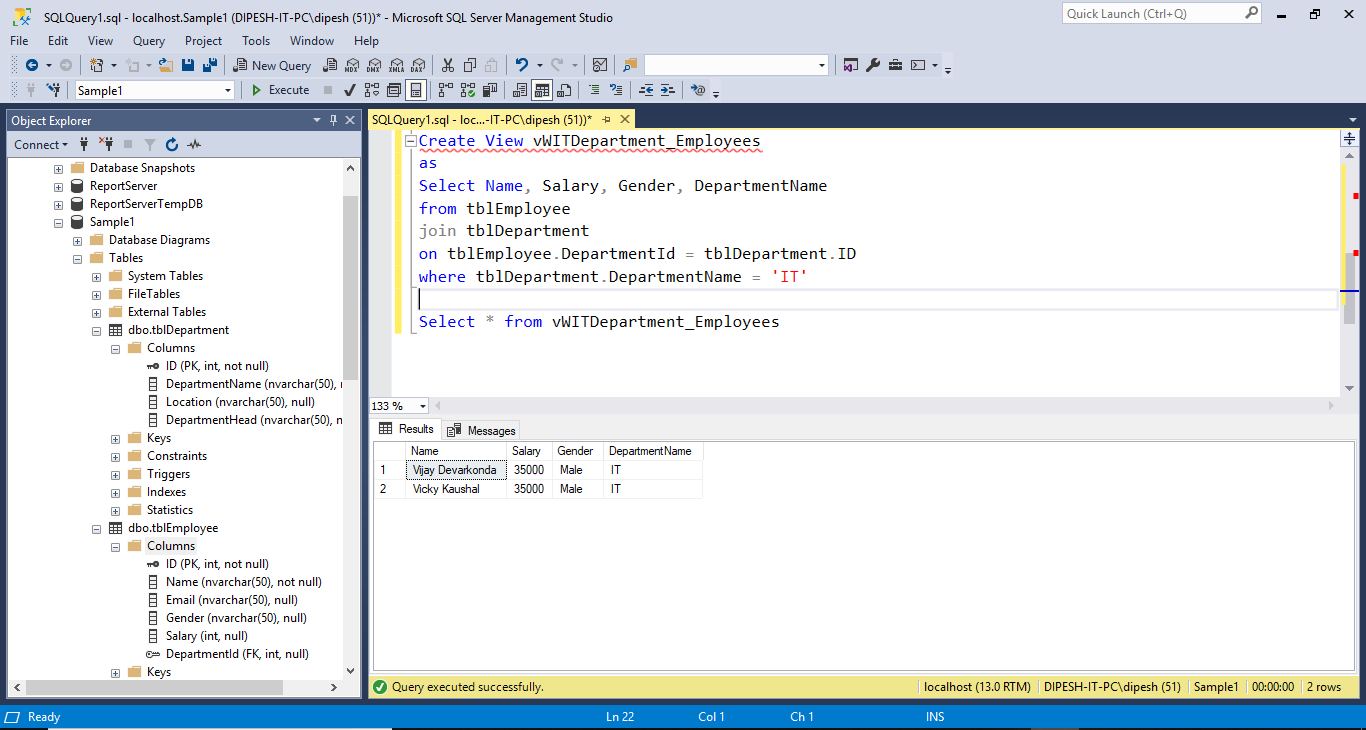 SQLQuery1.sql - localhost.Sample1 (DIPESH-IT-PC\dipesh (51))* - Microsoft SQL Server Management Studio
Quick Launch (Ctrl+Q)
File Edit View Query Project Tools Window Help
New Query MDX DMX XMLA DAX
Sample1 Execute
Object Explorer
Connect
Database Snapshots
ReportServer
ReportServerTempDB
Sample1
Database Diagrams
Tables
System Tables
FileTables
External Tables
dbo.tblDepartment
Columns
ID (PK, int, not null)
DepartmentName (nvarchar(50), n
Location (nvarchar(50), null)
DepartmentHead (nvarchar(50), n
Keys
Constraints
Triggers
Indexes
Statistics
dbo.tblEmployee
Columns
ID (PK, int, not null)
Name (nvarchar(50), not null)
Email (nvarchar(50), null)
Gender (nvarchar(50), null)
Salary (int, null)
DepartmentId (FK, int, null)
Keys
SQLQuery1.sql - loc...-IT-PC\dipesh (51))*
Create View vWITDepartment_Employees
as
Select Name, Salary, Gender, DepartmentName
from tblEmployee
join tblDepartment
on tblEmployee.DepartmentId = tblDepartment.ID
where tblDepartment.DepartmentName = 'IT'
Select * from vWITDepartment_Employees
133 %
Results Messages
Name Salary Gender DepartmentName
1 Vijay Devarkonda 35000 Male IT
2 Vicky Kaushal 35000 Male IT
Query executed successfully. localhost (13.0 RTM) DIPESH-IT-PC\dipesh (51) Sample1 00:00:00 2 rows
Ready Ln 22 Col 1 Ch 1 INS